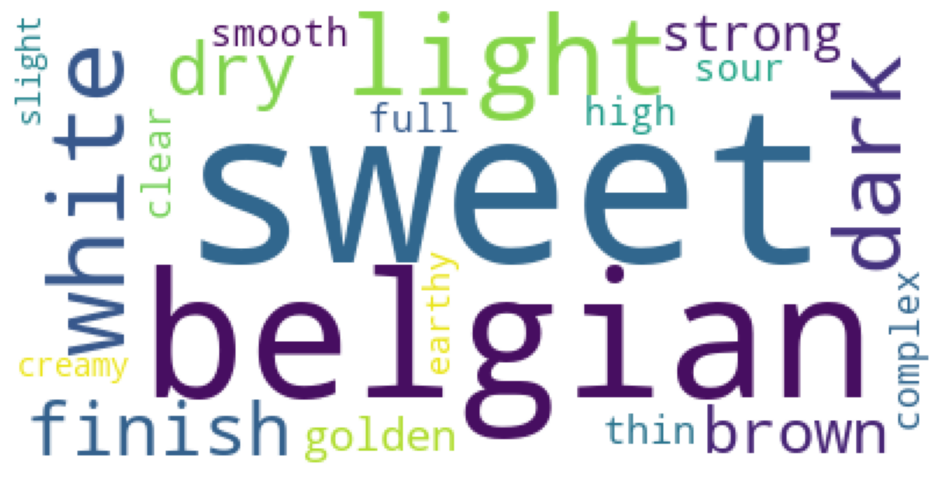 slight
smooth
light
strong
dry
sour
white
full
high
dark
clear
sweet
earthy
belgian
complex
creamy
finish
golden
thin
brown